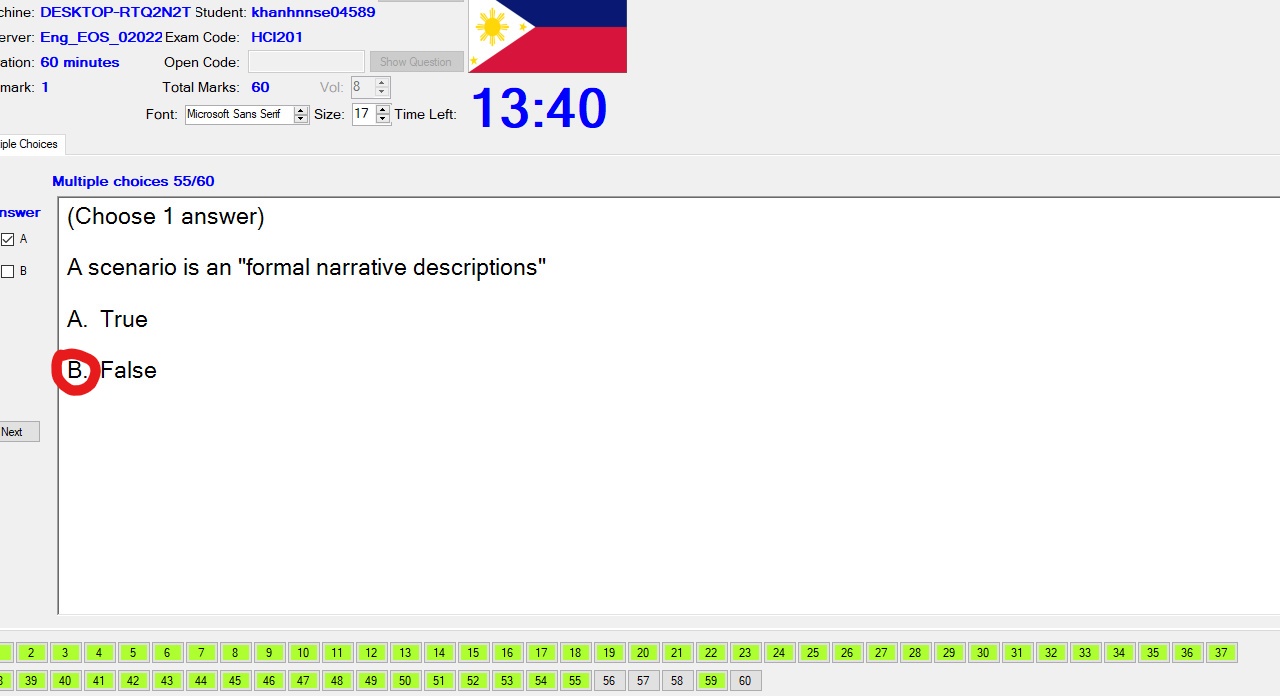 chine: DESKTOP-RTQ2N2T Student: khanhnnse04589
erver: Eng_EOS_02022 Exam Code: HCI201
ation: 60 minutes Open Code: Show Question
mark: 1 Total Marks: 60 Vol: 8
Font: Microsoft Sans Serif Size: 17 Time Left: 13:40
iple Choices
Multiple choices 55/60
nswer
(Choose 1 answer)
A
A scenario is an "formal narrative descriptions"
B
A. True
B. False
Next
2 3 4 5 6 7 8 9 10 11 12 13 14 15 16 17 18 19 20 21 22 23 24 25 26 27 28 29 30 31 32 33 34 35 36 37
39 40 41 42 43 44 45 46 47 48 49 50 51 52 53 54 55 56 57 58 59 60